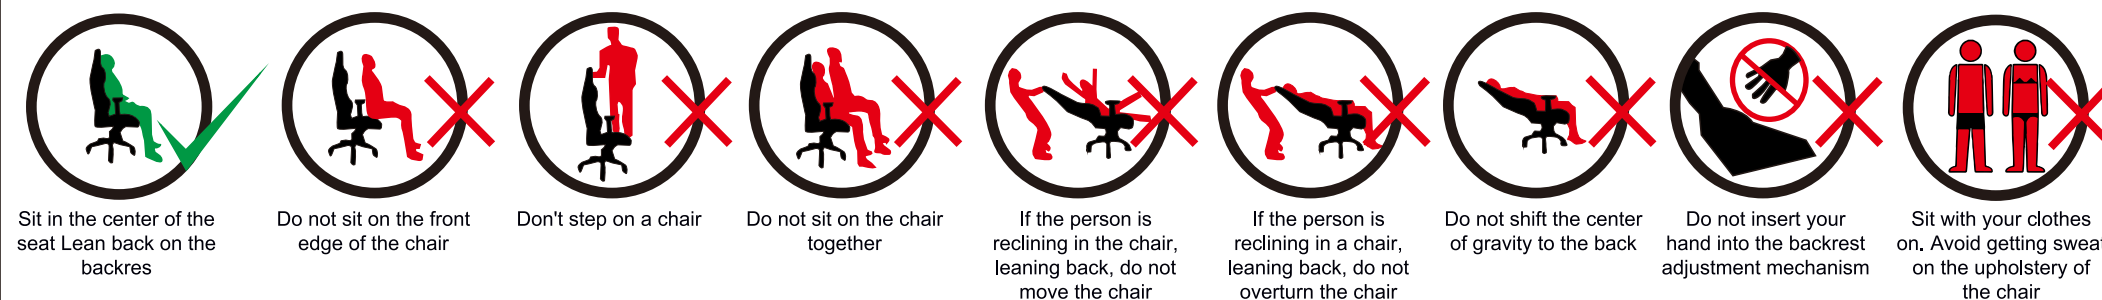 Sit in the center of the
seat Lean back on the
backres
Do not sit on the front
edge of the chair
Don't step on a chair
Do not sit on the chair
together
If the person is
reclining in the chair,
leaning back, do not
move the chair
If the person is
reclining in a chair,
leaning back, do not
overturn the chair
Do not shift the center
of gravity to the back
Do not insert your
hand into the backrest
adjustment mechanism
Sit with your clothes
on. Avoid getting sweat
on the upholstery of
the chair